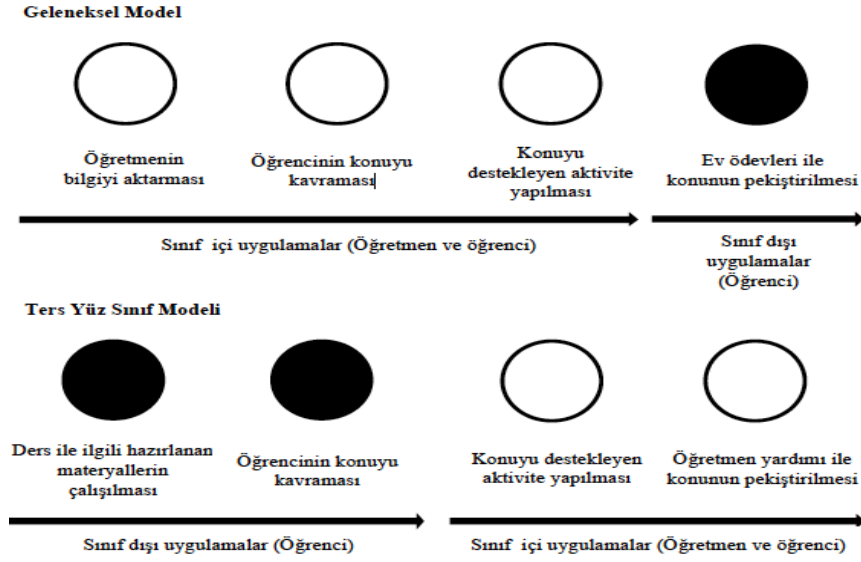 Geleneksel Model
Öğretmenin
bilgiyi aktarması
Öğrencinin konuyu
kavraması
Konuyu
destekleyen aktivite
yapılması
Ev ödevleri ile
konunun pekiştirilmesi
Sınıf içi uygulamalar (Öğretmen ve öğrenci)
Sınıf dışı
uygulamalar
(Öğrenci)
Ters Yüz Sınıf Modeli
Ders ile ilgili hazırlanan
materyallerin
çalışılması
Öğrencinin konuyu
kavraması
Konuyu destekleyen
aktivite yapılması
Öğretmen yardımı ile
konunun pekiştirilmesi
Sınıf dışı uygulamalar (Öğrenci)
Sınıf içi uygulamalar (Öğretmen ve öğrenci)